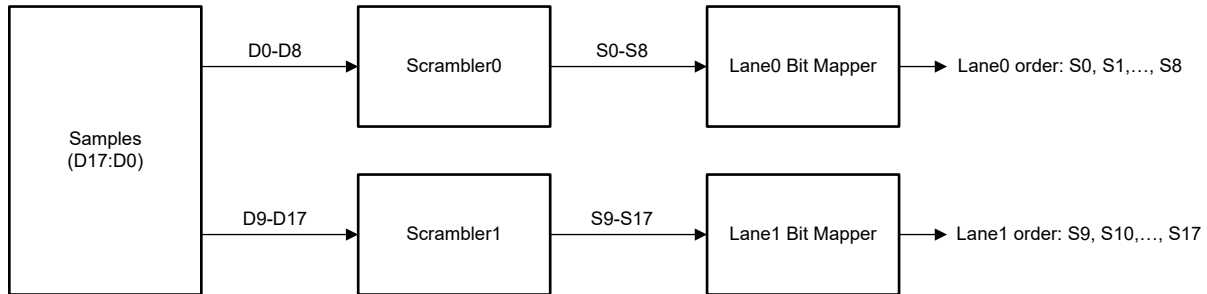 Samples
(D17:D0)
D0-D8
Scrambler0
S0-S8
Lane0 Bit Mapper
Lane0 order: S0, S1,…, S8
D9-D17
Scrambler1
S9-S17
Lane1 Bit Mapper
Lane1 order: S9, S10,…, S17